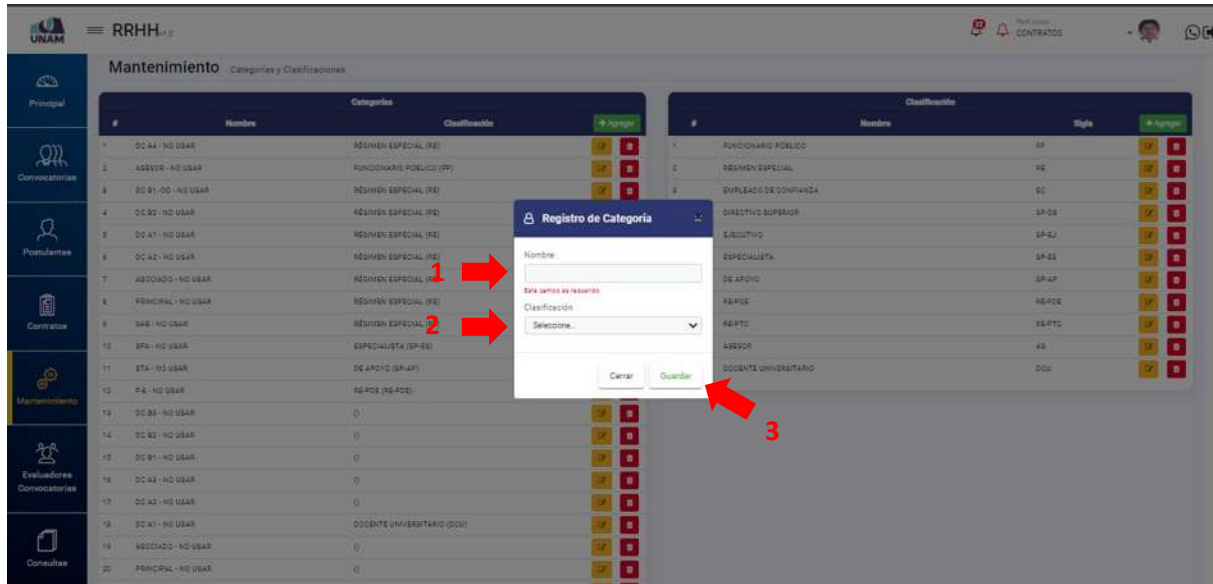 UNAM
RRHH v1.0
CONTRATOS
Mantenimiento Categorías y Clasificaciones
Principal
Convocatorias
Postulantes
Contratos
Mantenimiento
Evaluadores
Convocatorias
Consultas
Categorías
# Nombre Clasificación + Agregar
1 DC A4 - NO USAR RÉGIMEN ESPECIAL (RE)
2 ASESOR - NO USAR FUNCIONARIO PÚBLICO (FP)
3 DC B1 -DD - NO USAR RÉGIMEN ESPECIAL (RE)
4 DC B2 - NO USAR RÉGIMEN ESPECIAL (RE)
5 DC A1 - NO USAR RÉGIMEN ESPECIAL (RE)
6 DC A2 - NO USAR RÉGIMEN ESPECIAL (RE)
7 ASOCIADO - NO USAR RÉGIMEN ESPECIAL
8 PRINCIPAL - NO USAR RÉGIMEN ESPECIAL (RE)
9 - NO USAR RÉGIMEN ESPECIAL
10 SPA - NO USAR ESPECIALISTA (SP-ES)
11 STA - NO USAR DE APOYO (SP-AP)
12 - NO USAR RE-PDE (RE-PDE)
13 DC B3 - NO USAR ()
14 DC B2 - NO USAR ()
15 DC B1 - NO USAR ()
16 DC A3 - NO USAR ()
17 DC A2 - NO USAR ()
18 DC A1 - NO USAR DOCENTE UNIVERSITARIO (DOU)
19 ASOCIADO - NO USAR ()
20 PRINCIPAL - NO USAR ()
Clasificación
# Nombre Sigla + Agregar
1 FUNCIONARIO PÚBLICO FP
2 RÉGIMEN ESPECIAL RE
3 EMPLEADO DE CONFIANZA EC
DIRECTIVO SUPERIOR SP-DS
EJECUTIVO SP-EJ
ESPECIALISTA SP-ES
DE APOYO SP-AP
RE-PDE RE-PDE
RE-PTC RE-PTC
ASESOR AS
DOCENTE UNIVERSITARIO DOU
Registro de Categoria ×
Nombre:
1
Este campo es requerido.
Clasificación
2 Seleccione...
Cerrar Guardar
3